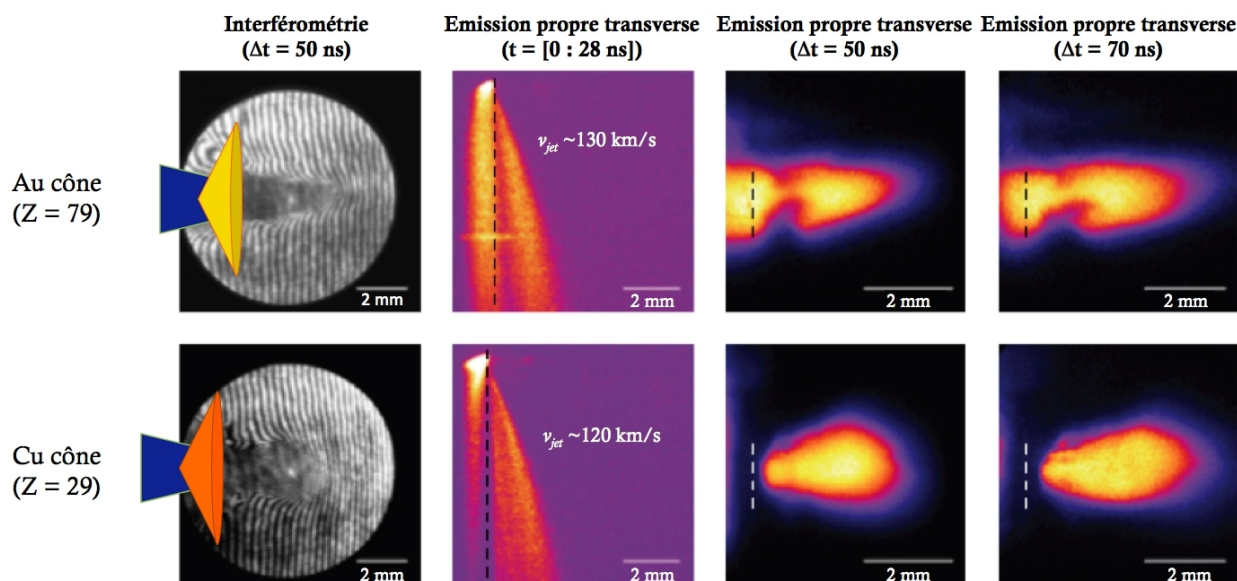 Interférométrie
(Δt = 50 ns)
Emission propre transverse
(t = [0 : 28 ns])
Emission propre transverse
(Δt = 50 ns)
Emission propre transverse
(Δt = 70 ns)
Au cône
(Z = 79)
2 mm
v_jet ~130 km/s
2 mm
2 mm
2 mm
Cu cône
(Z = 29)
2 mm
v_jet ~120 km/s
2 mm
2 mm
2 mm